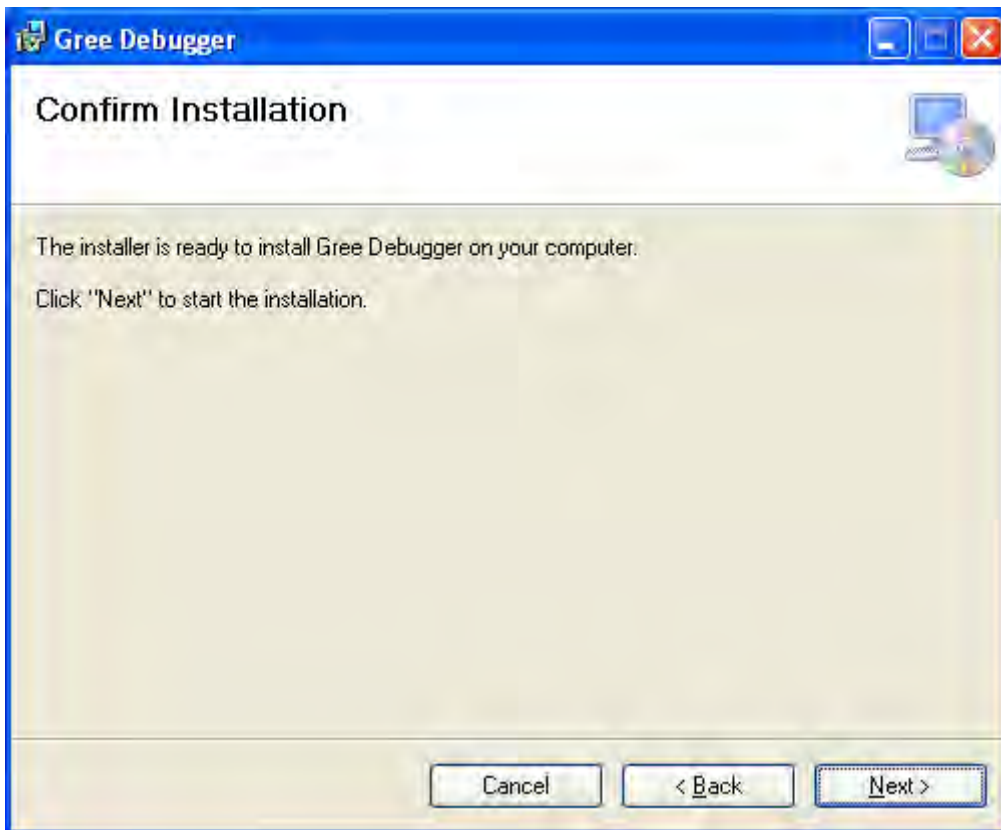 Gree Debugger
Confirm Installation
The installer is ready to install Gree Debugger on your computer.
Click "Next" to start the installation.
Cancel
< Back
Next >